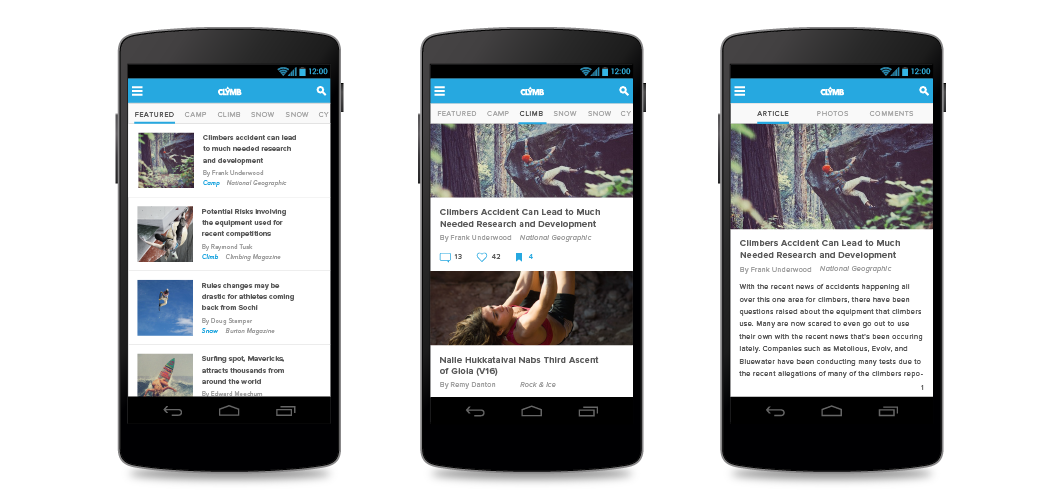 12:00
CLYMB
FEATURED CAMP CLIMB SNOW SNOW CY
Climbers accident can lead
to much needed research
and development
By Frank Underwood
Camp National Geographic
Potential Risks involving
the equipment used for
recent competitions
By Raymond Tusk
Climb Climbing Magazine
Rules changes may be
drastic for athletes coming
back from Sochi
By Doug Stamper
Snow Burton Magazine
Surfing spot, Mavericks,
attracts thousands from
around the world
By Edward Meechum
12:00
CLYMB
FEATURED CAMP CLIMB SNOW SNOW CY
Climbers Accident Can Lead to Much
Needed Research and Development
By Frank Underwood National Geographic
13 42 4
Nalle Hukkataival Nabs Third Ascent
of Gioia (V16)
By Remy Danton Rock & Ice
12:00
CLYMB
ARTICLE PHOTOS COMMENTS
Climbers Accident Can Lead to Much
Needed Research and Development
By Frank Underwood National Geographic
With the recent news of accidents happening all
over this one area for climbers, there have been
questions raised about the equipment that climbers
use. Many are now scared to even go out to use
their own with the recent news that's been occuring
lately. Companies such as Metolious, Evolv, and
Bluewater have been conducting many tests due to
the recent allegations of many of the climbers repo-
1